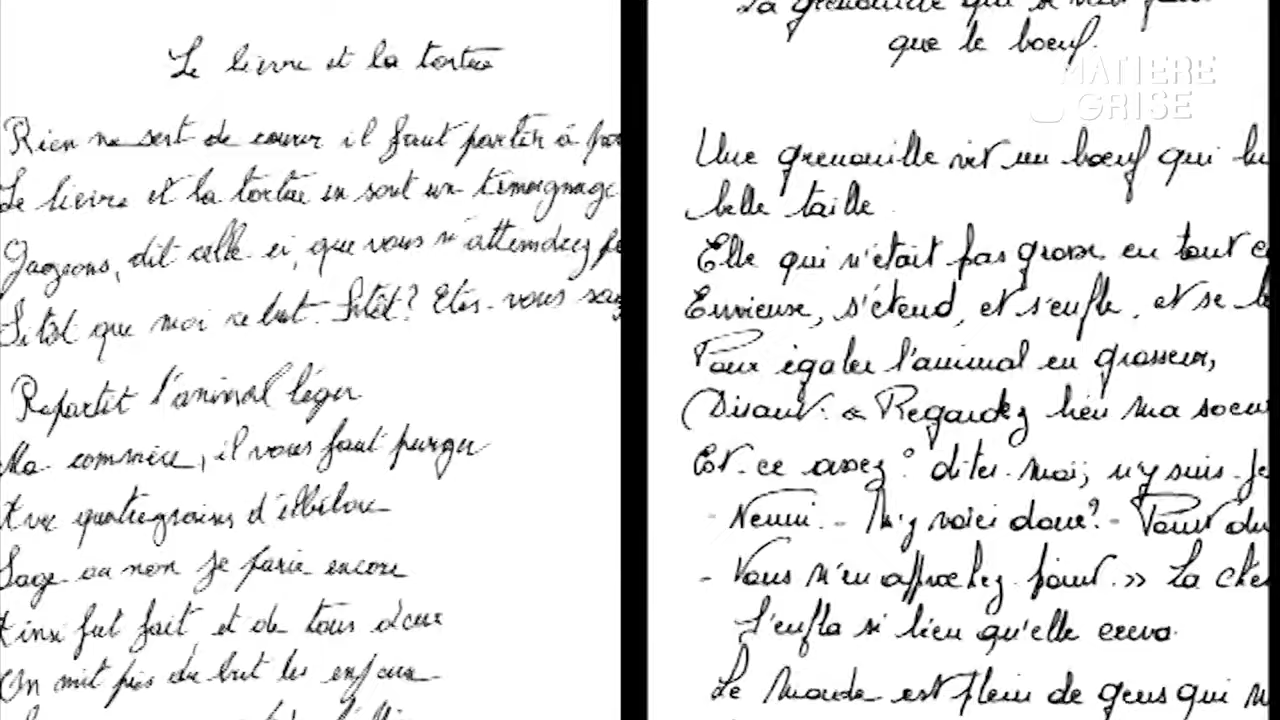 Le lievre et la tortue
Rien ne sert de courir il faut partir à
Le lievre et la tortue en sont un témoignage
Gageons, dit celle ci, que vous n'attendrez
Sitôt que moi ce but. Sitôt? Etes-vous
Repartit l'animal léger
Ma commère, il vous faut purger
Avec quatre grains d'ellébore
Sage ou non je parie encore
Ainsi fut fait et de tous deux
On mit près du but les enjeux
La grenouille qui se
que le boeuf.
Une grenouille vit un boeuf qui lu
belle taille.
Elle qui n'était pas grosse en tout
Envieuse, s'étend, et s'enfle, et se
Pour égaler l'animal en grosseur,
Disant: « Regardez bien ma soeur
Est-ce assez? dites-moi; n'y suis-je
- Nenni. - M'y voici donc? - Point du
- Vous n'en approchez point. » La
S'enfla si bien qu'elle creva.
Le Monde est plein de gens qui
MATIERE
GRISE